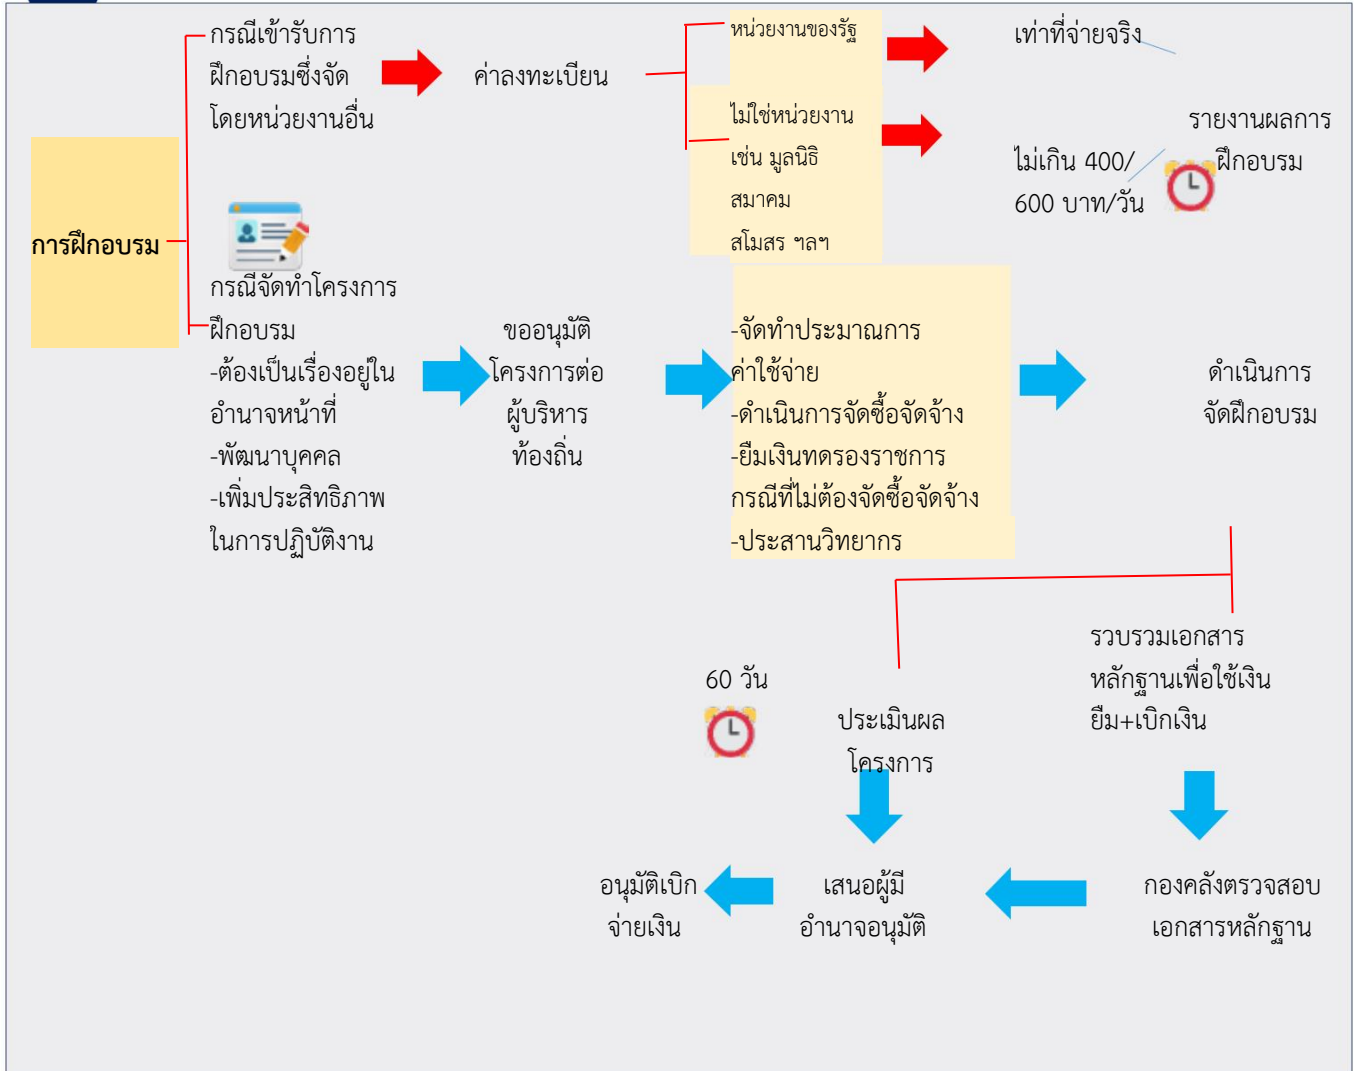 กรณีเข้ารับการ
ฝึกอบรมซึ่งจัด
โดยหน่วยงานอื่น
ค่าลงทะเบียน
หน่วยงานของรัฐ
เท่าที่จ่ายจริง
ไม่ใช่หน่วยงาน
เช่น มูลนิธิ
สมาคม
สโมสร ฯลฯ
ไม่เกิน 400/
600 บาท/วัน
รายงานผลการ
ฝึกอบรม
การฝึกอบรม
กรณีจัดทำโครงการ
ฝึกอบรม
-ต้องเป็นเรื่องอยู่ใน
อำนาจหน้าที่
-พัฒนาบุคคล
-เพิ่มประสิทธิภาพ
ในการปฏิบัติงาน
ขออนุมัติ
โครงการต่อ
ผู้บริหาร
ท้องถิ่น
-จัดทำประมาณการ
ค่าใช้จ่าย
-ดำเนินการจัดซื้อจัดจ้าง
-ยืมเงินทดรองราชการ
กรณีที่ไม่ต้องจัดซื้อจัดจ้าง
-ประสานวิทยากร
ดำเนินการ
จัดฝึกอบรม
รวบรวมเอกสาร
หลักฐานเพื่อใช้เงิน
ยืม+เบิกเงิน
60 วัน
ประเมินผล
โครงการ
อนุมัติเบิก
จ่ายเงิน
เสนอผู้มี
อำนาจอนุมัติ
กองคลังตรวจสอบ
เอกสารหลักฐาน